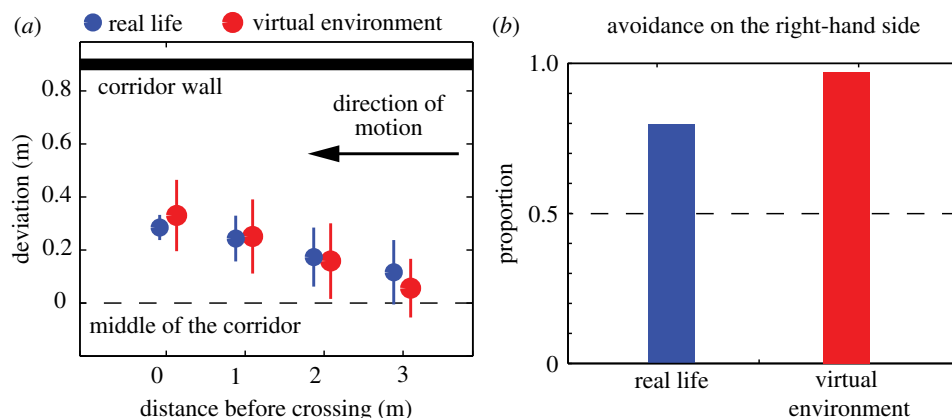 (a)
real life
virtual environment
corridor wall
direction of
motion
middle of the corridor
deviation (m)
0.8
0.6
0.4
0.2
0
0 1 2 3
distance before crossing (m)
(b)
avoidance on the right-hand side
proportion
1.0
0.5
0
real life
virtual
environment